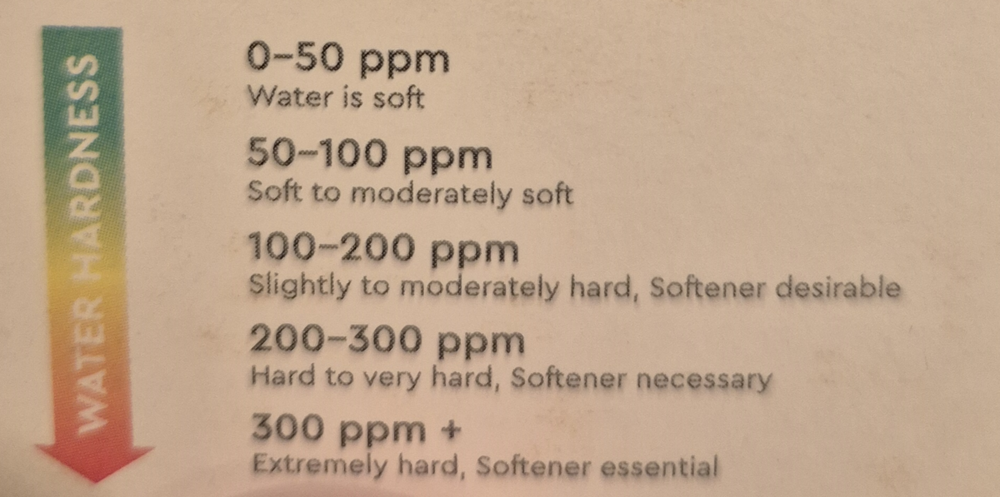 WATER HARDNESS
0–50 ppm
Water is soft
50–100 ppm
Soft to moderately soft
100–200 ppm
Slightly to moderately hard, Softener desirable
200–300 ppm
Hard to very hard, Softener necessary
300 ppm +
Extremely hard, Softener essential